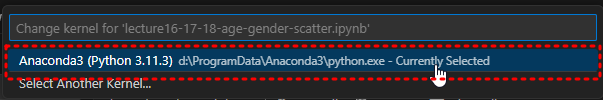 Change kernel for 'lecture16-17-18-age-gender-scatter.ipynb'
Anaconda3 (Python 3.11.3) d:\ProgramData\Anaconda3\python.exe - Currently Selected
Select Another Kernel...